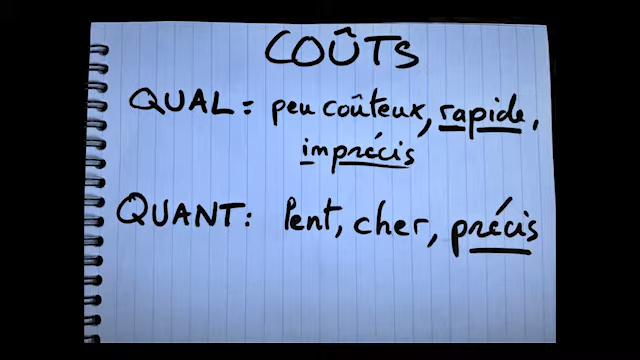 COÛTS
QUAL = peu coûteux, rapide,
imprécis
QUANT : lent, cher, précis